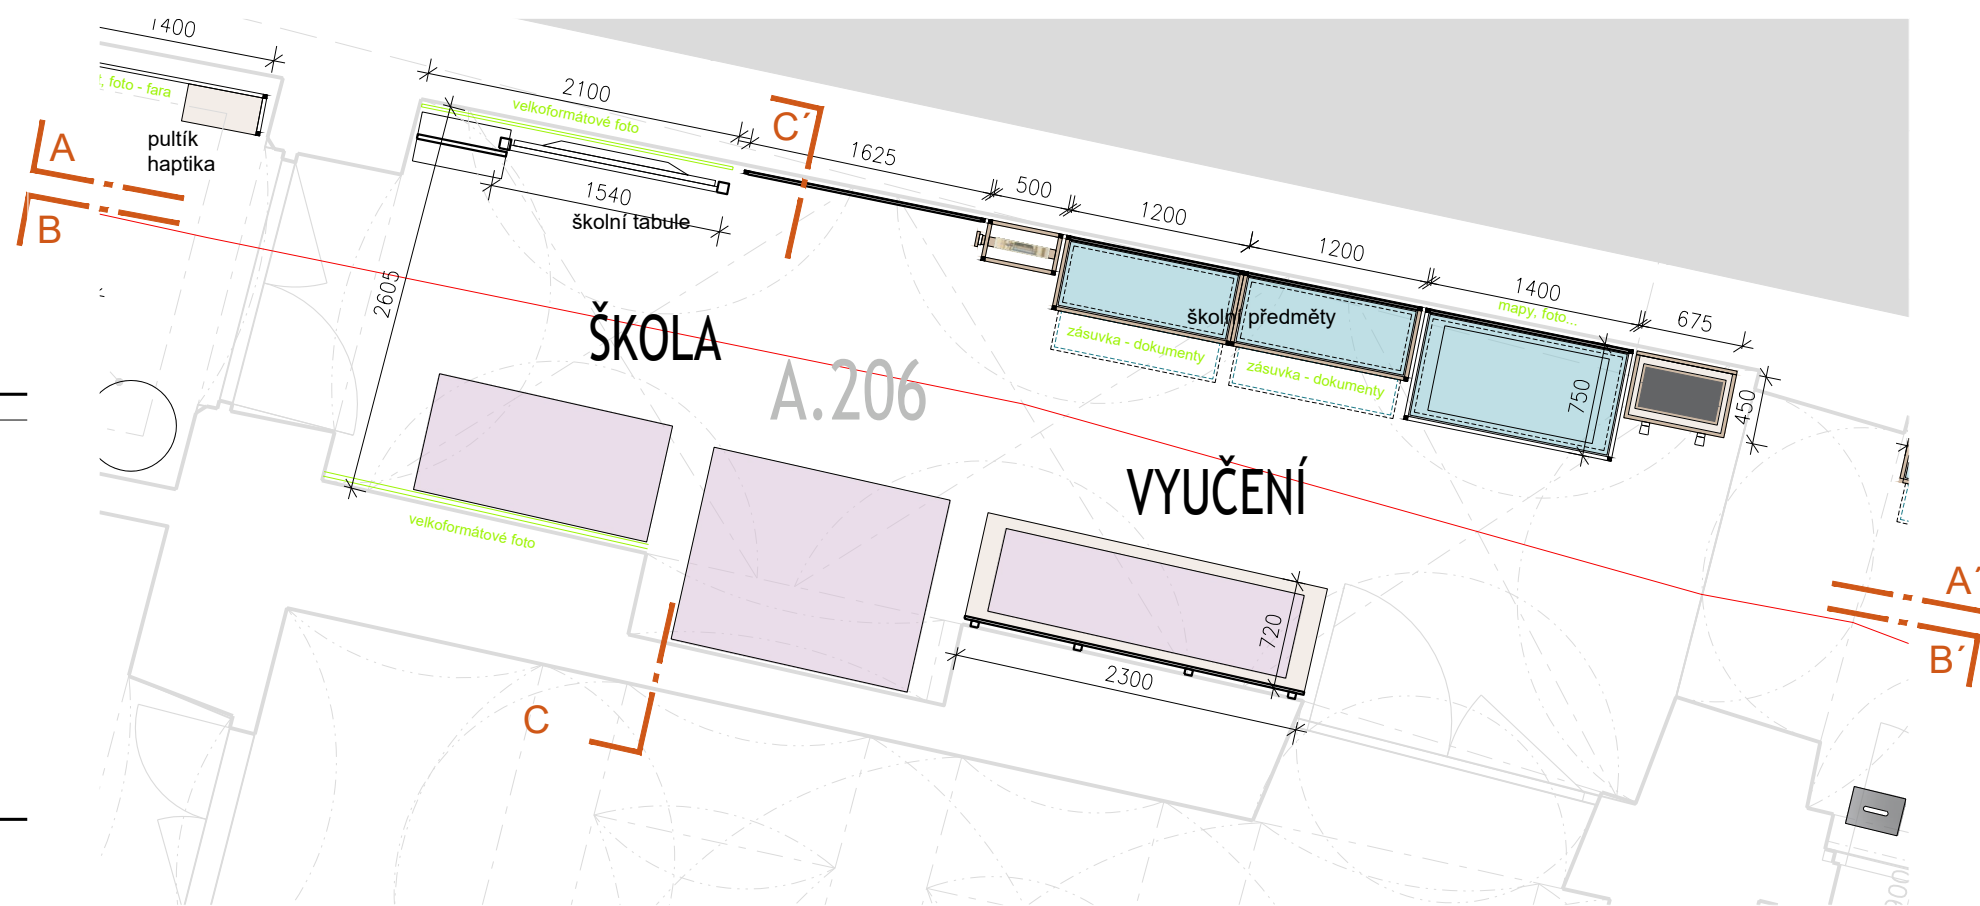 1400
, foto - fara
pultík
haptika
A
B
2100
velkoformátové foto
1540
školní tabule
C´
1625
500
1200
1200
1400
mapy, foto...
675
2605
ŠKOLA
A.206
školní předměty
zásuvka - dokumenty
zásuvka - dokumenty
750
450
VYUČENÍ
velkoformátové foto
720
2300
C
A´
B´